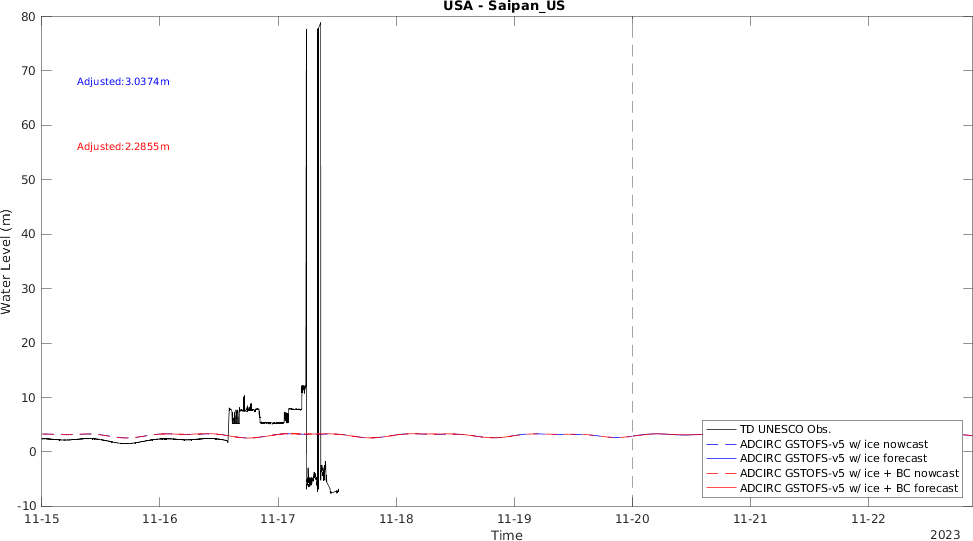 USA - Saipan_US
80
70
60
50
40
30
20
10
0
-10
Water Level (m)
Adjusted:3.0374m
Adjusted:2.2855m
TD UNESCO Obs.
ADCIRC GSTOFS-v5 w/ ice nowcast
ADCIRC GSTOFS-v5 w/ ice forecast
ADCIRC GSTOFS-v5 w/ ice + BC nowcast
ADCIRC GSTOFS-v5 w/ ice + BC forecast
11-15 11-16 11-17 11-18 11-19 11-20 11-21 11-22
Time
2023